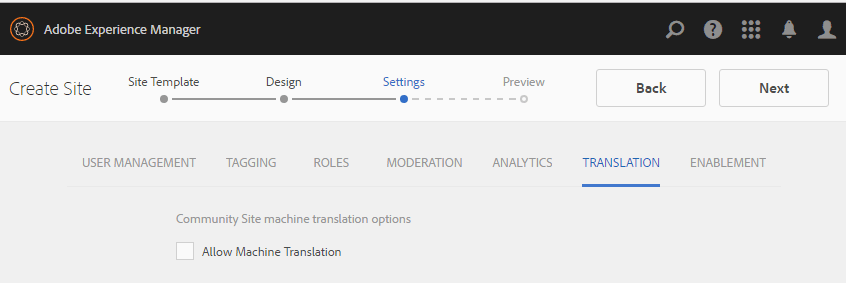 Adobe Experience Manager
Create Site
Site Template Design Settings Preview
Back Next
USER MANAGEMENT TAGGING ROLES MODERATION ANALYTICS TRANSLATION ENABLEMENT
Community Site machine translation options
Allow Machine Translation